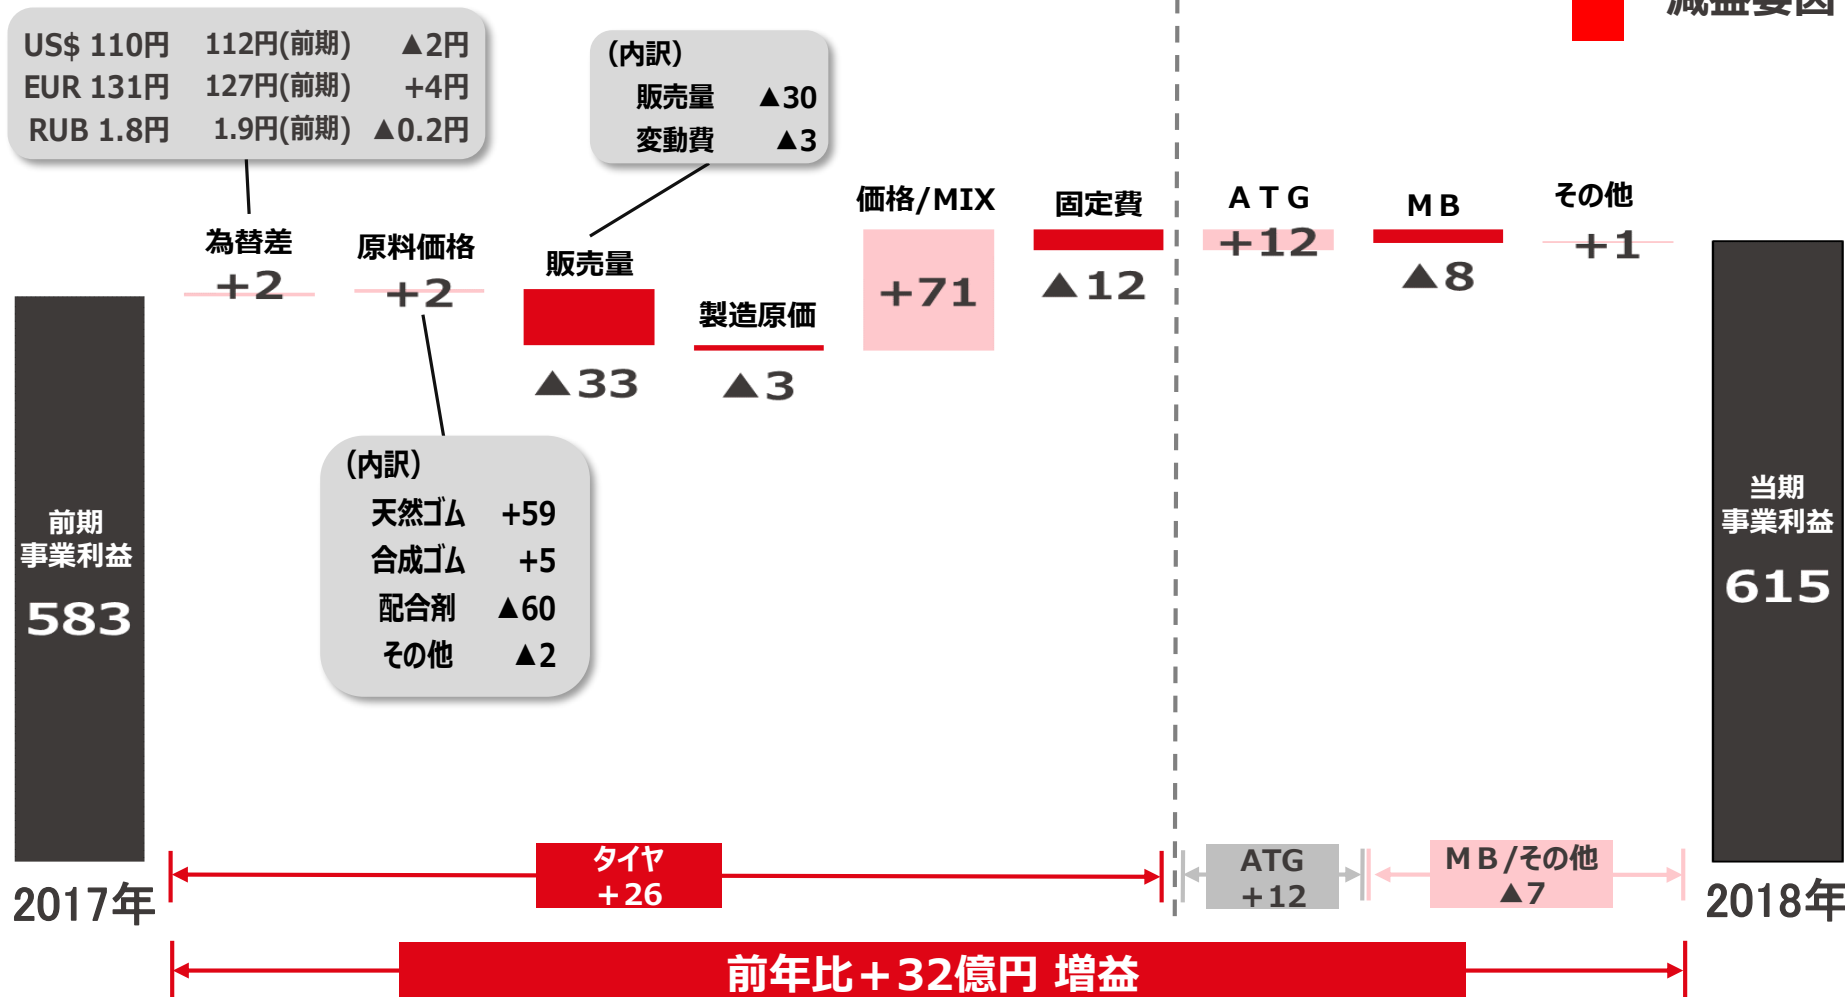 減益要因
US$ 110円 112円(前期) ▲2円
EUR 131円 127円(前期) +4円
RUB 1.8円 1.9円(前期) ▲0.2円
(内訳)
販売量 ▲30
変動費 ▲3
為替差
+2
原料価格
+2
販売量
▲33
製造原価
▲3
価格/MIX
+71
固定費
▲12
ATG
+12
MB
▲8
その他
+1
(内訳)
天然ゴム +59
合成ゴム +5
配合剤 ▲60
その他 ▲2
前期
事業利益
583
当期
事業利益
615
2017年
タイヤ
+26
ATG
+12
MB/その他
▲7
2018年
前年比+32億円 増益